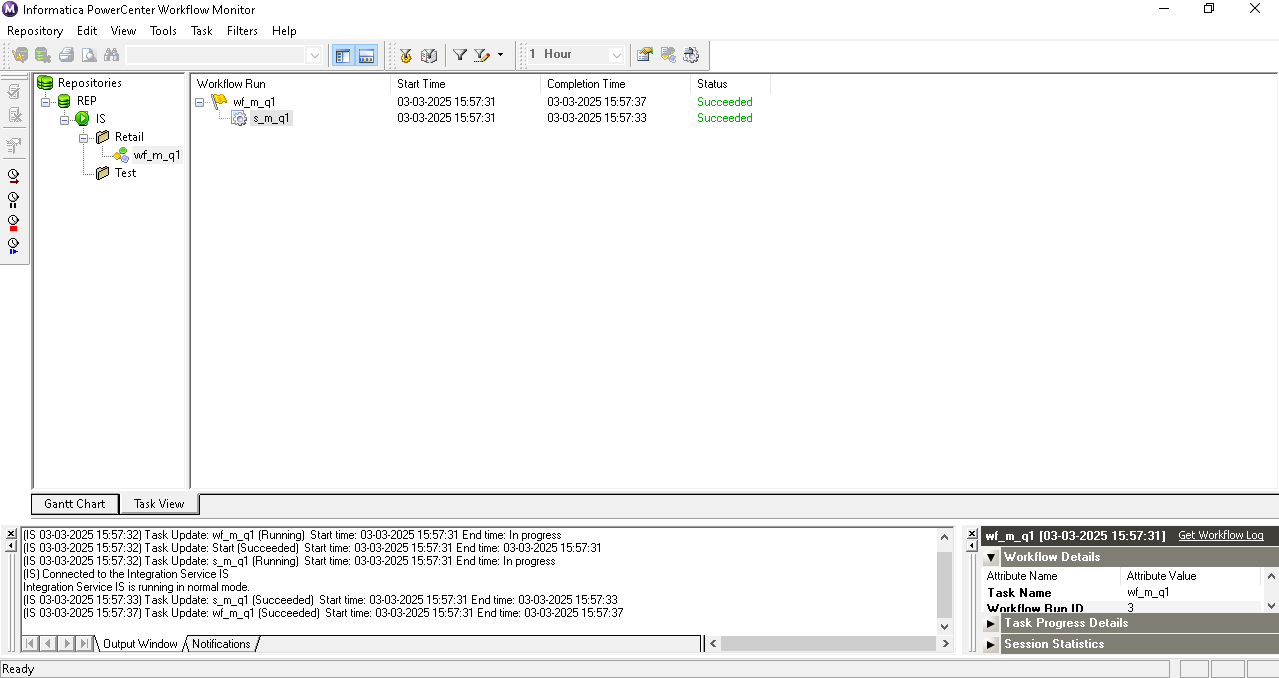 Informatica PowerCenter Workflow Monitor
Repository Edit View Tools Task Filters Help
1 Hour
Repositories
REP
IS
Retail
wf_m_q1
Test
Workflow Run Start Time Completion Time Status
wf_m_q1 03-03-2025 15:57:31 03-03-2025 15:57:37 Succeeded
s_m_q1 03-03-2025 15:57:31 03-03-2025 15:57:33 Succeeded
Gantt Chart Task View
(IS 03-03-2025 15:57:32) Task Update: wf_m_q1 (Running) Start time: 03-03-2025 15:57:31 End time: In progress
(IS 03-03-2025 15:57:32) Task Update: Start (Succeeded) Start time: 03-03-2025 15:57:31 End time: 03-03-2025 15:57:31
(IS 03-03-2025 15:57:32) Task Update: s_m_q1 (Running) Start time: 03-03-2025 15:57:31 End time: In progress
(IS) Connected to the Integration Service IS
Integration Service IS is running in normal mode.
(IS 03-03-2025 15:57:33) Task Update: s_m_q1 (Succeeded) Start time: 03-03-2025 15:57:31 End time: 03-03-2025 15:57:33
(IS 03-03-2025 15:57:37) Task Update: wf_m_q1 (Succeeded) Start time: 03-03-2025 15:57:31 End time: 03-03-2025 15:57:37
Output Window Notifications
wf_m_q1 [03-03-2025 15:57:31] Get Workflow Log
Workflow Details
Attribute Name Attribute Value
Task Name wf_m_q1
Workflow Run ID 3
Task Progress Details
Session Statistics
Ready